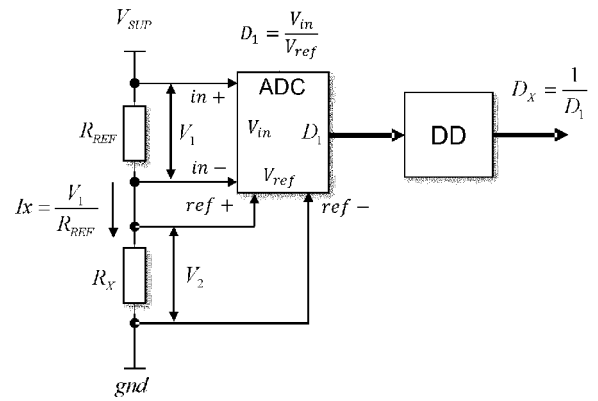 V_SUP
D_1 = V_in / V_ref
in +
ADC
D_X = 1 / D_1
R_REF
V_1
V_in
D_1
DD
in −
V_ref
Ix = V_1 / R_REF
ref +
ref −
R_X
V_2
gnd